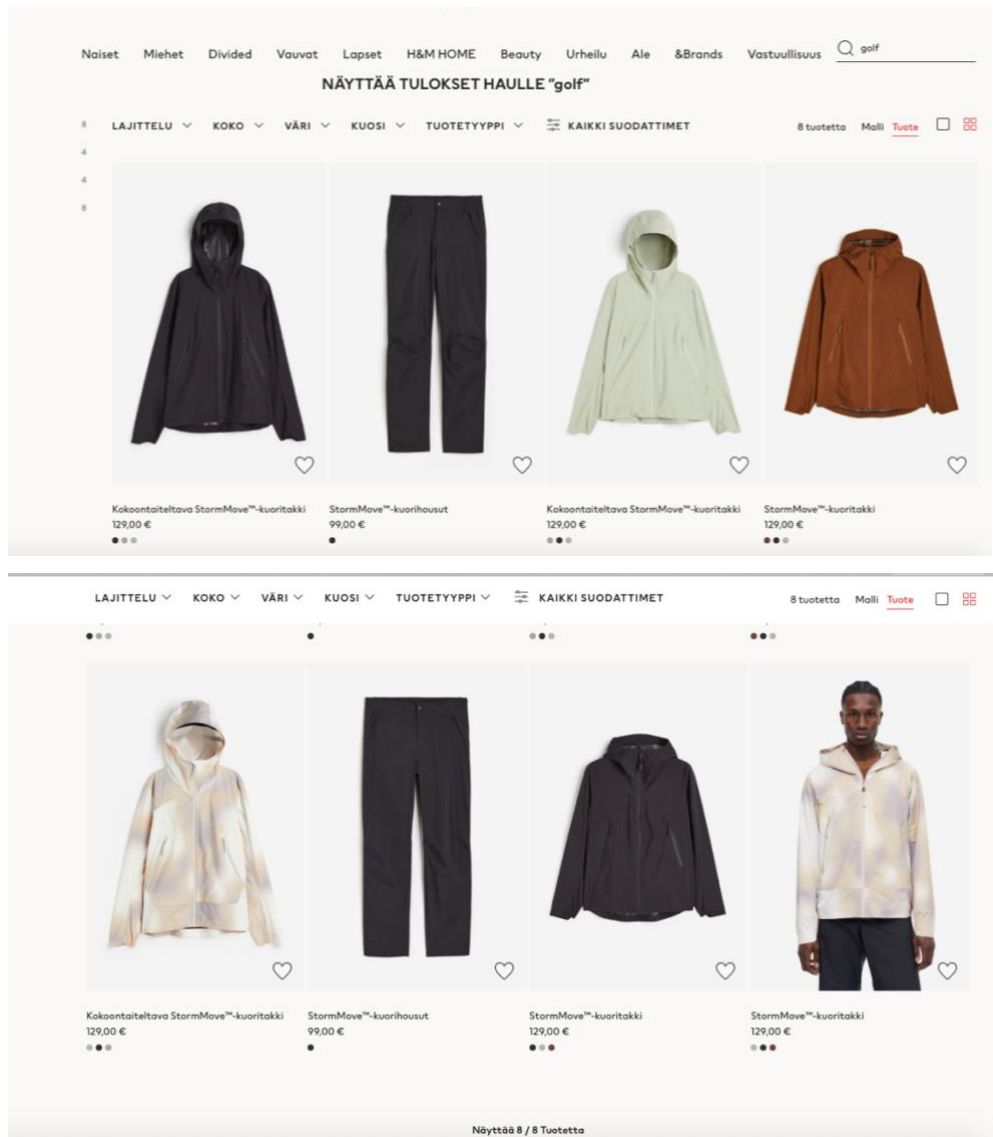 Naiset Miehet Divided Vauvat Lapset H&M HOME Beauty Urheilu Ale &Brands Vastuullisuus golf
NÄYTTÄÄ TULOKSET HAULLE "golf"
8 LAJITTELU KOKO VÄRI KUOSI TUOTETYYPPI KAIKKI SUODATTIMET 8 tuotetta Malli Tuote
4
4
8
Kokoontaiteltava StormMove™-kuoritakki StormMove™-kuorihousut Kokoontaiteltava StormMove™-kuoritakki StormMove™-kuoritakki
129,00 € 99,00 € 129,00 € 129,00 €
LAJITTELU KOKO VÄRI KUOSI TUOTETYYPPI KAIKKI SUODATTIMET 8 tuotetta Malli Tuote
Kokoontaiteltava StormMove™-kuoritakki StormMove™-kuorihousut StormMove™-kuoritakki StormMove™-kuoritakki
129,00 € 99,00 € 129,00 € 129,00 €
Näyttää 8 / 8 Tuotetta